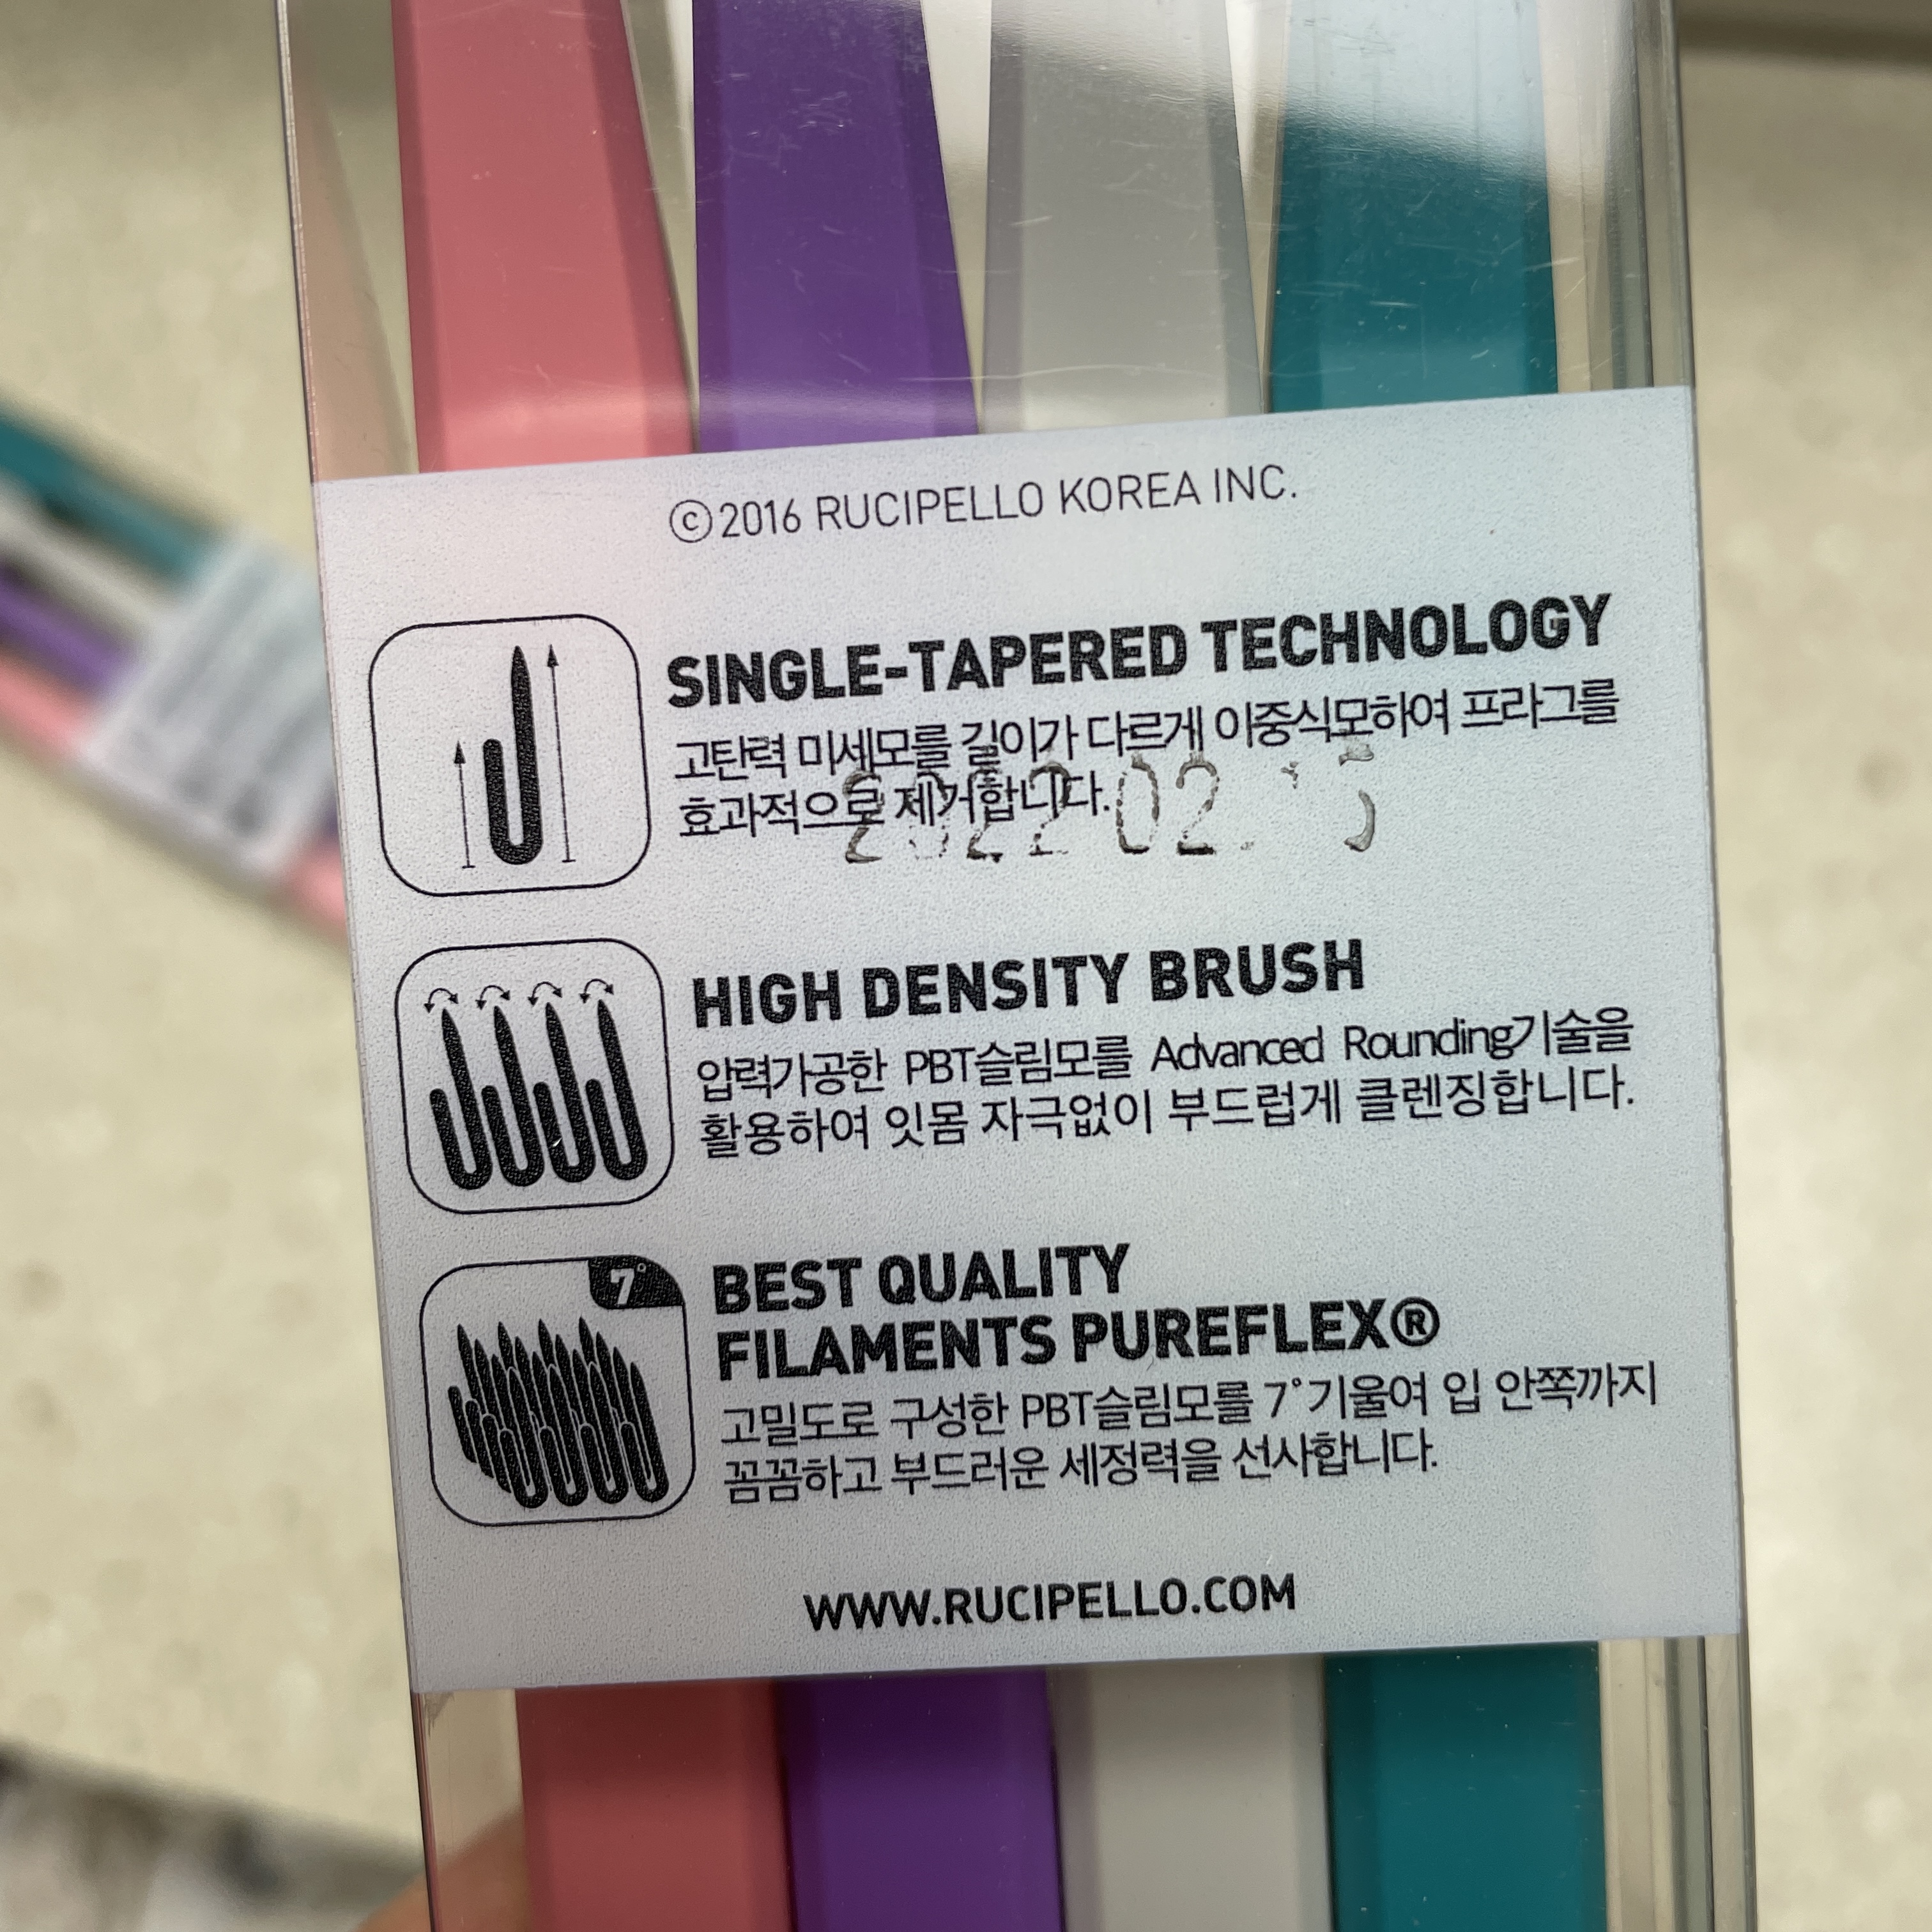 ©2016 RUCIPELLO KOREA INC.
SINGLE-TAPERED TECHNOLOGY
고탄력 미세모를 길이가 다르게 이중식모하여 프라그를
효과적으로 제거합니다.
2022 02
HIGH DENSITY BRUSH
압력가공한 PBT슬림모를 Advanced Rounding기술을
활용하여 잇몸 자극없이 부드럽게 클렌징합니다.
7°
BEST QUALITY
FILAMENTS PUREFLEX®
고밀도로 구성한 PBT슬림모를 7°기울여 입 안쪽까지
꼼꼼하고 부드러운 세정력을 선사합니다.
WWW.RUCIPELLO.COM